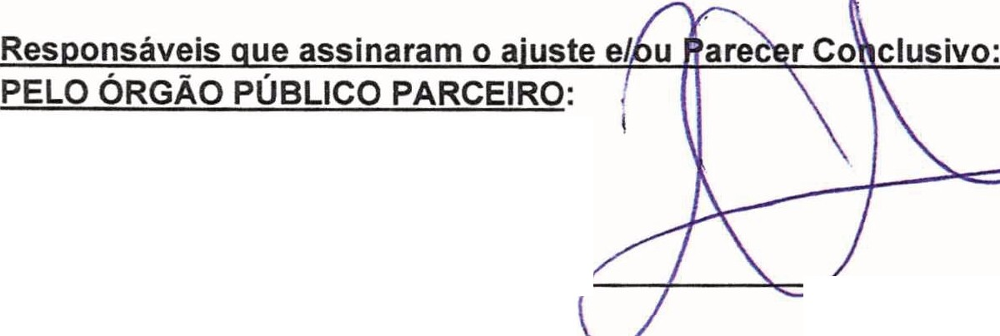 Responsáveis que assinaram o ajuste e/ou Parecer Conclusivo:
PELO ÓRGÃO PÚBLICO PARCEIRO: